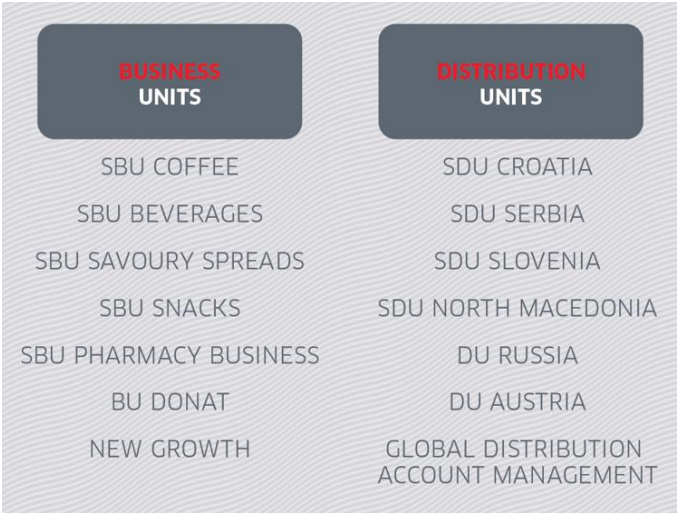 BUSINESS
UNITS
SBU COFFEE
SBU BEVERAGES
SBU SAVOURY SPREADS
SBU SNACKS
SBU PHARMACY BUSINESS
BU DONAT
NEW GROWTH
DISTRIBUTION
UNITS
SDU CROATIA
SDU SERBIA
SDU SLOVENIA
SDU NORTH MACEDONIA
DU RUSSIA
DU AUSTRIA
GLOBAL DISTRIBUTION
ACCOUNT MANAGEMENT